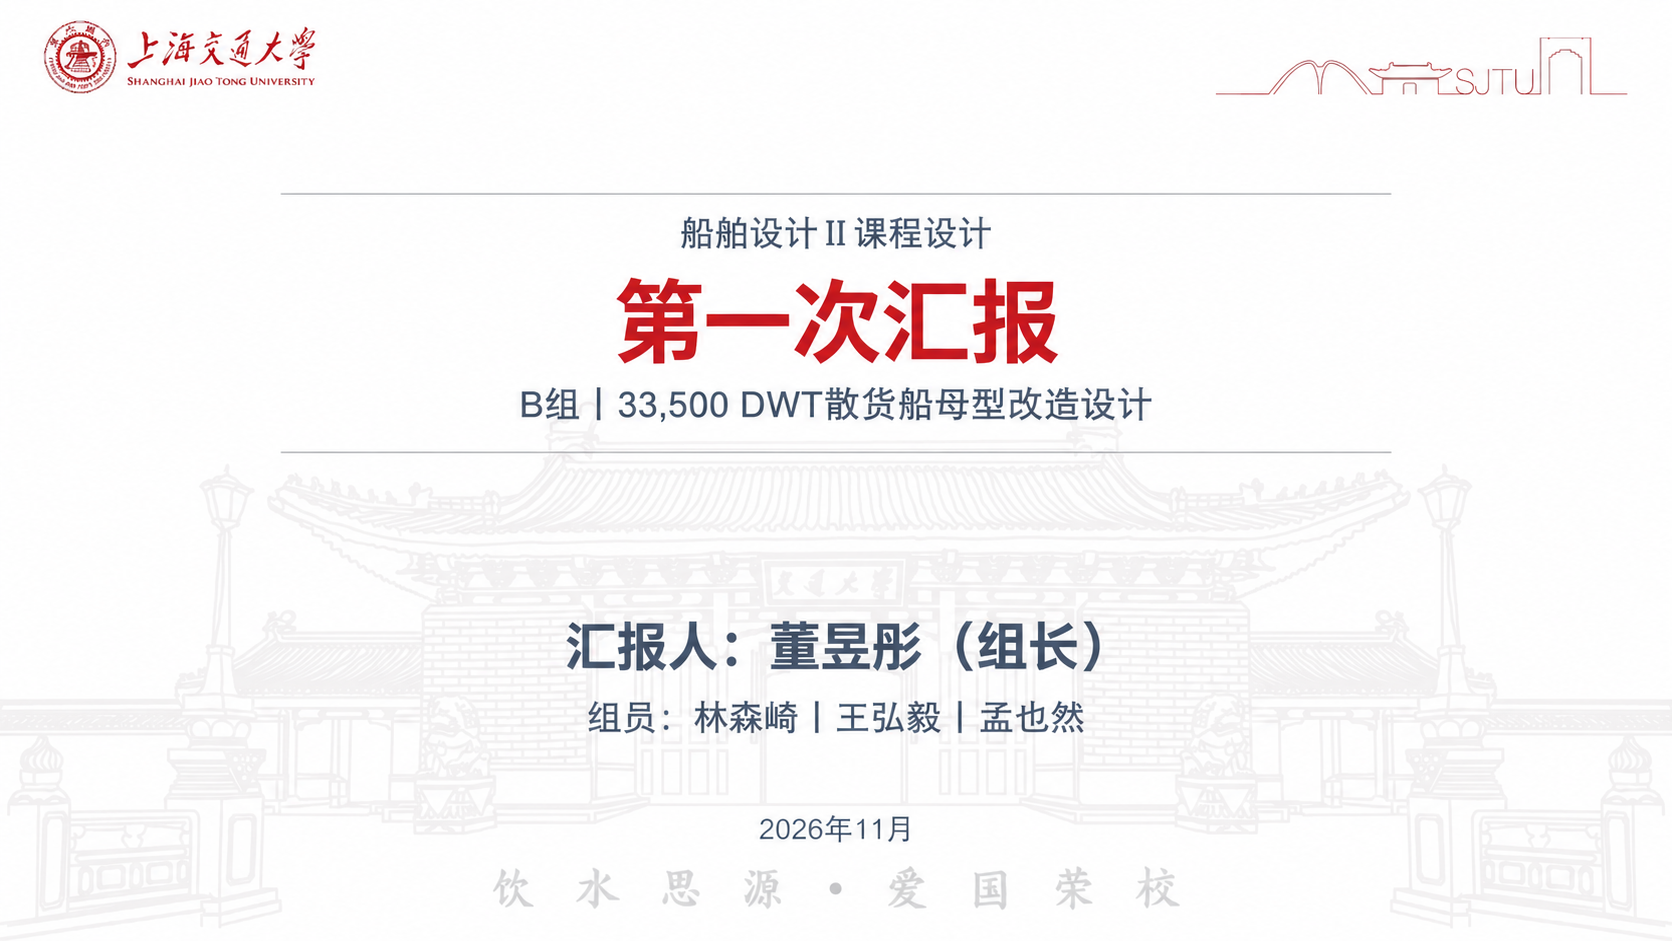 上海交通大学
SHANGHAI JIAO TONG UNIVERSITY
SJTU
船舶设计 II 课程设计
第一次汇报
B组丨33,500 DWT散货船母型改造设计
交通大学
汇报人：董昱彤（组长）
组员：林森崎丨王弘毅丨孟也然
2026年11月
饮水思源·爱国荣校